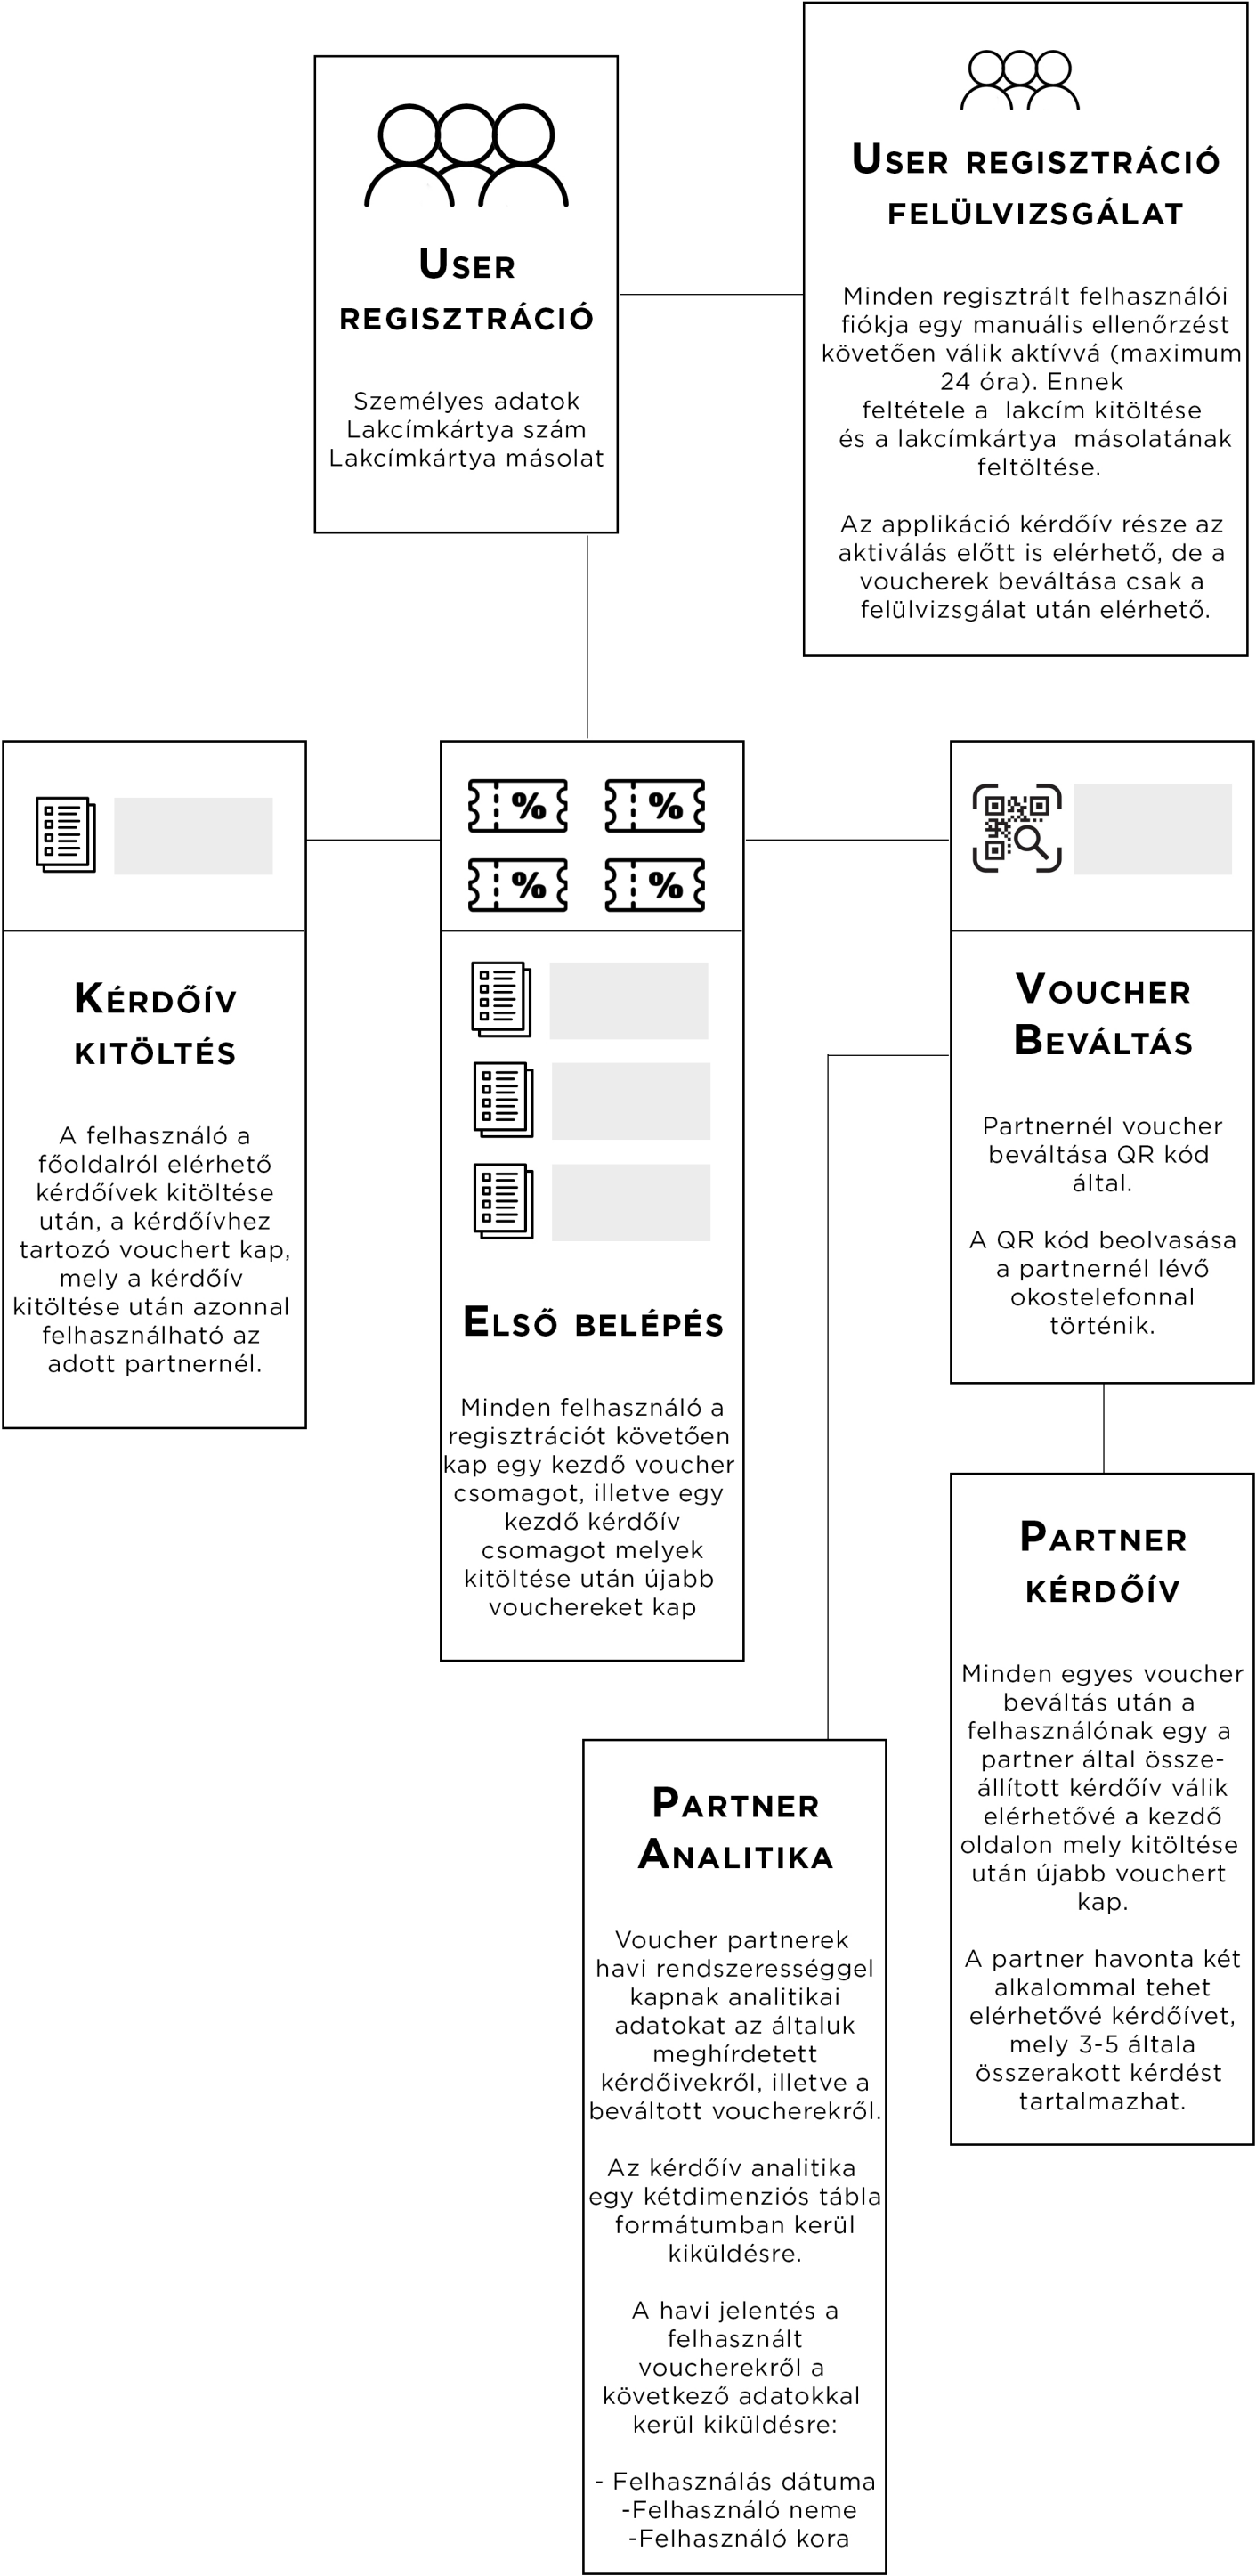 USER
REGISZTRÁCIÓ
Személyes adatok
Lakcímkártya szám
Lakcímkártya másolat
USER REGISZTRÁCIÓ
FELÜLVIZSGÁLAT
Minden regisztrált felhasználói
fiókja egy manuális ellenőrzést
követően válik aktívvá (maximum
24 óra). Ennek
feltétele a lakcím kitöltése
és a lakcímkártya másolatának
feltöltése.
Az applikáció kérdőív része az
aktiválás előtt is elérhető, de a
voucherek beváltása csak a
felülvizsgálat után elérhető.
KÉRDŐÍV
KITÖLTÉS
A felhasználó a
főoldalról elérhető
kérdőívek kitöltése
után, a kérdőívhez
tartozó vouchert kap,
mely a kérdőív
kitöltése után azonnal
felhasználható az
adott partnernél.
%
%
%
%
ELSŐ BELÉPÉS
Minden felhasználó a
regisztrációt követően
kap egy kezdő voucher
csomagot, illetve egy
kezdő kérdőív
csomagot melyek
kitöltése után újabb
vouchereket kap
VOUCHER
BEVÁLTÁS
Partnernél voucher
beváltása QR kód
által.
A QR kód beolvasása
a partnernél lévő
okostelefonnal
történik.
PARTNER
KÉRDŐÍV
Minden egyes voucher
beváltás után a
felhasználónak egy a
partner által össze-
állított kérdőív válik
elérhetővé a kezdő
oldalon mely kitöltése
után újabb vouchert
kap.
A partner havonta két
alkalommal tehet
elérhetővé kérdőívet,
mely 3-5 általa
összerakott kérdést
tartalmazhat.
PARTNER
ANALITIKA
Voucher partnerek
havi rendszerességgel
kapnak analitikai
adatokat az általuk
meghírdetett
kérdőivekről, illetve a
beváltott voucherekről.
Az kérdőív analitika
egy kétdimenziós tábla
formátumban kerül
kiküldésre.
A havi jelentés a
felhasznált
voucherekről a
következő adatokkal
kerül kiküldésre:
- Felhasználás dátuma
-Felhasználó neme
-Felhasználó kora